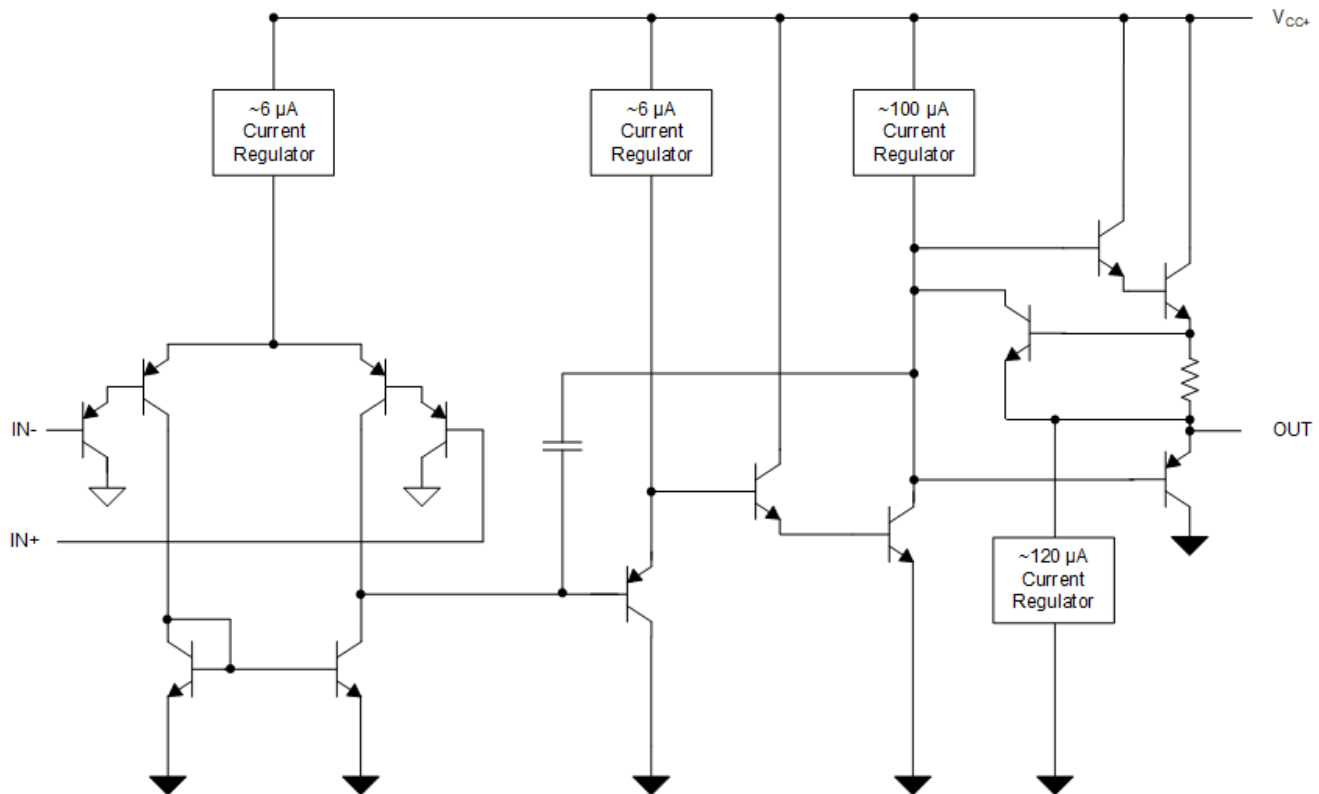 V_CC+
~6 µA
Current
Regulator
~6 µA
Current
Regulator
~100 µA
Current
Regulator
IN-
OUT
IN+
~120 µA
Current
Regulator